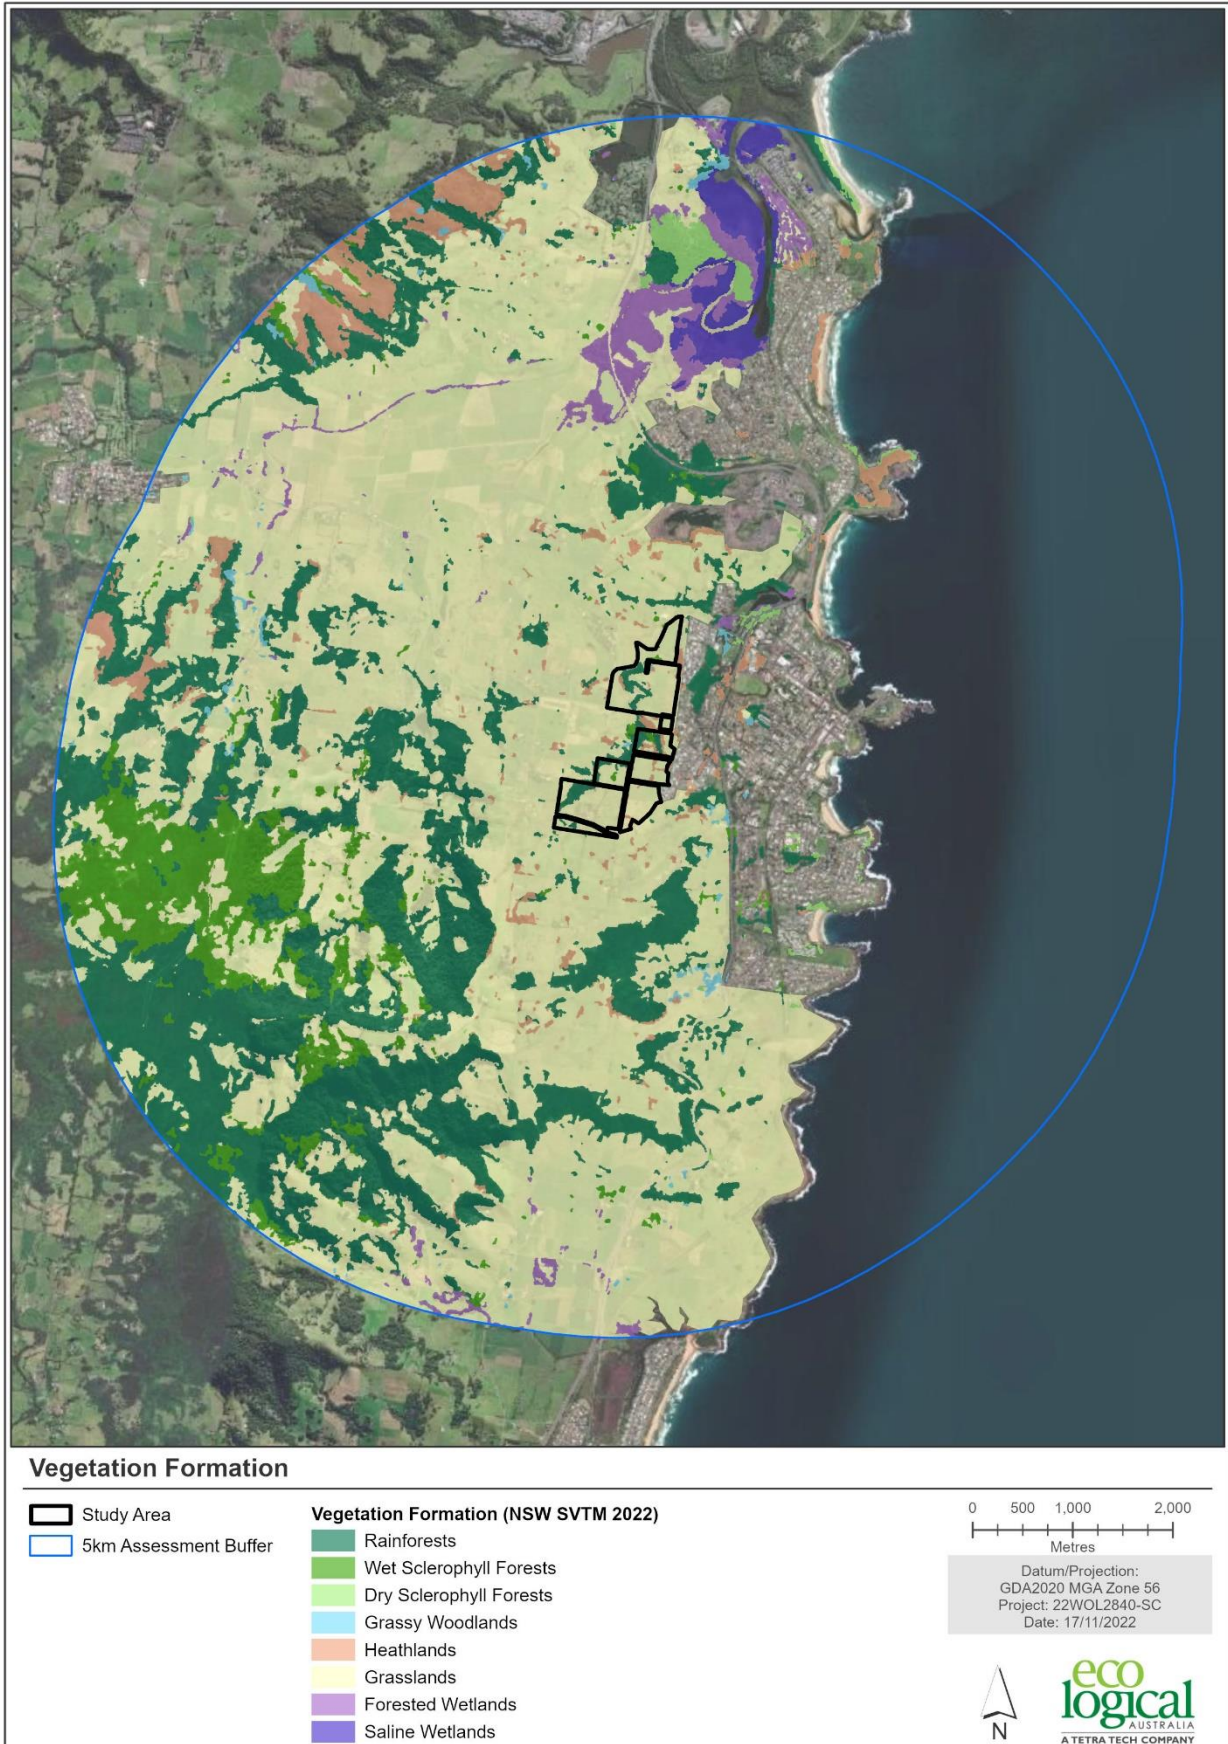 Vegetation Formation
Study Area
5km Assessment Buffer
Vegetation Formation (NSW SVTM 2022)
Rainforests
Wet Sclerophyll Forests
Dry Sclerophyll Forests
Grassy Woodlands
Heathlands
Grasslands
Forested Wetlands
Saline Wetlands
0 500 1,000 2,000
Metres
Datum/Projection:
GDA2020 MGA Zone 56
Project: 22WOL2840-SC
Date: 17/11/2022
N
eco
logical
AUSTRALIA
A TETRA TECH COMPANY